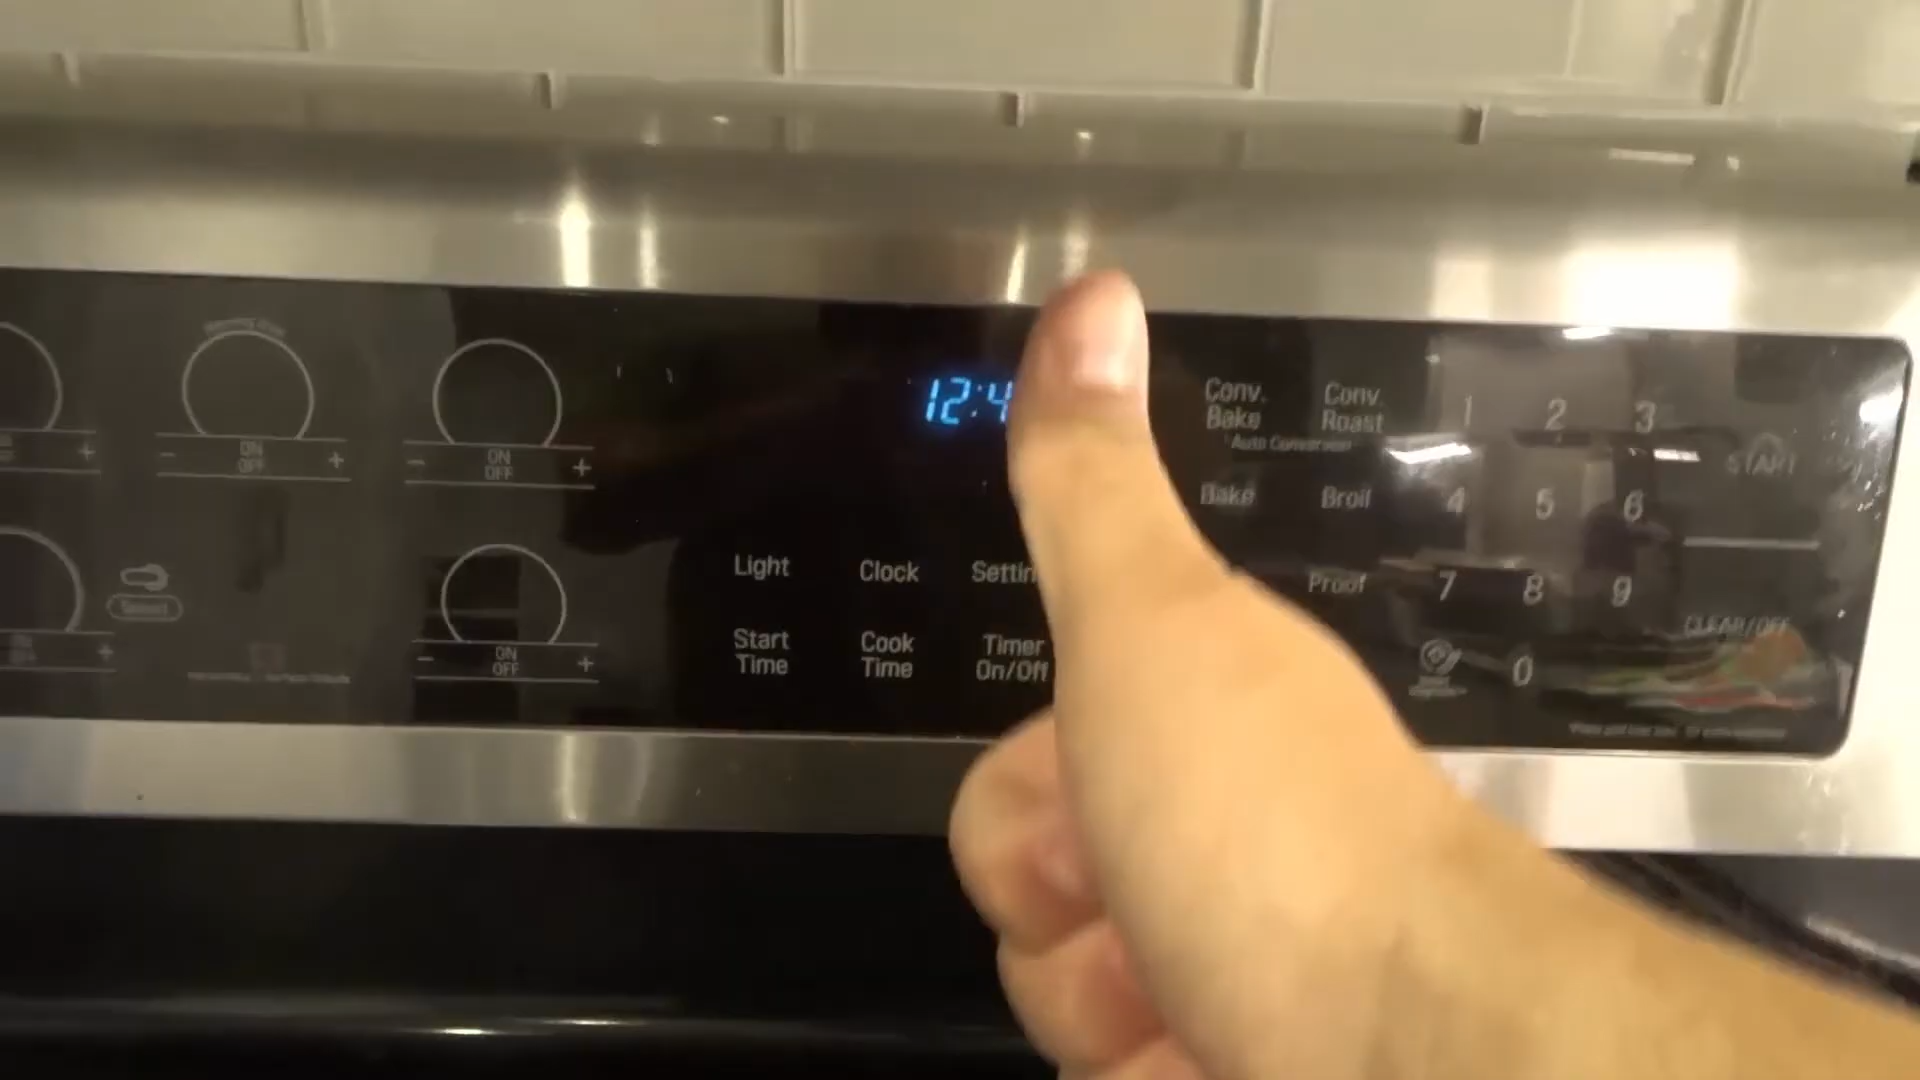 12:4
Conv.
Bake
Conv.
Roast
Auto Conversion
1 2 3
START
ON
OFF
ON
OFF
Bake
Broil
4 5 6
Light
Clock
Settin
Proof
7 8 9
CLEAR/OFF
Start
Time
Cook
Time
Timer
On/Off
0
ON
OFF